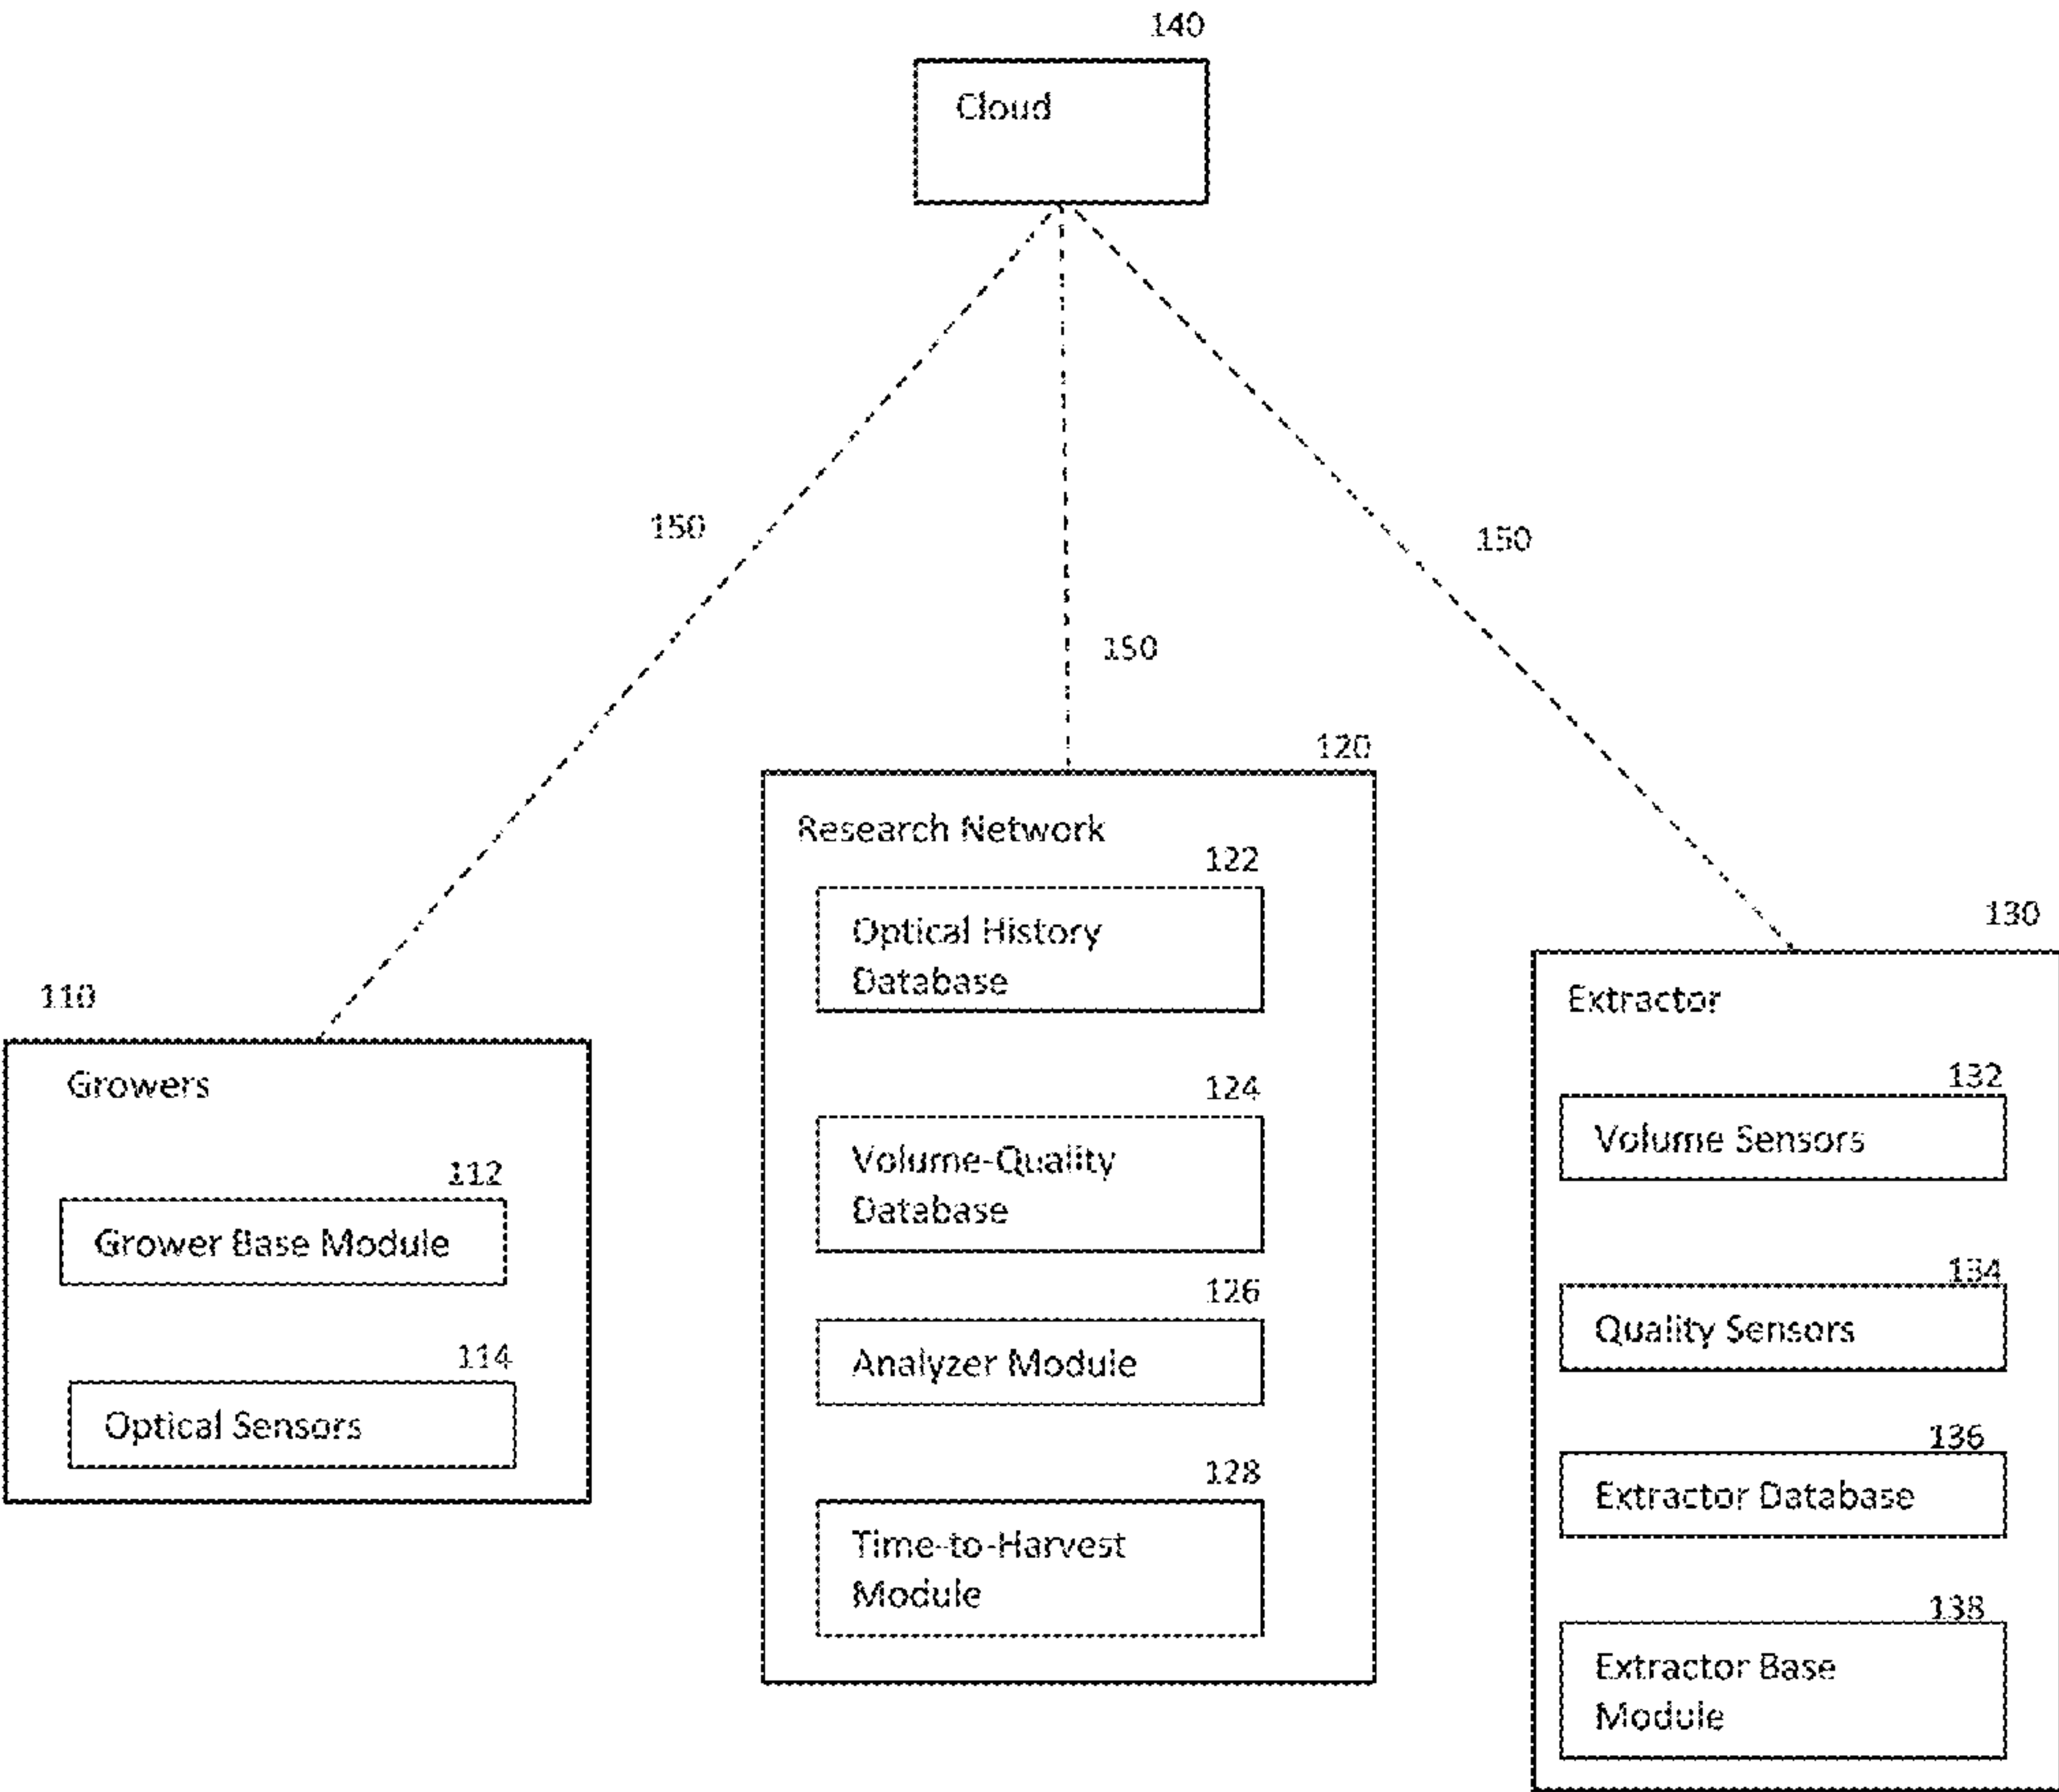 140
Cloud
150
150
150
110
Growers
112
Grower Base Module
114
Optical Sensors
120
Research Network
122
Optical History
Database
124
Volume-Quality
Database
126
Analyzer Module
128
Time-to-Harvest
Module
130
Extractor
132
Volume Sensors
134
Quality Sensors
136
Extractor Database
138
Extractor Base
Module